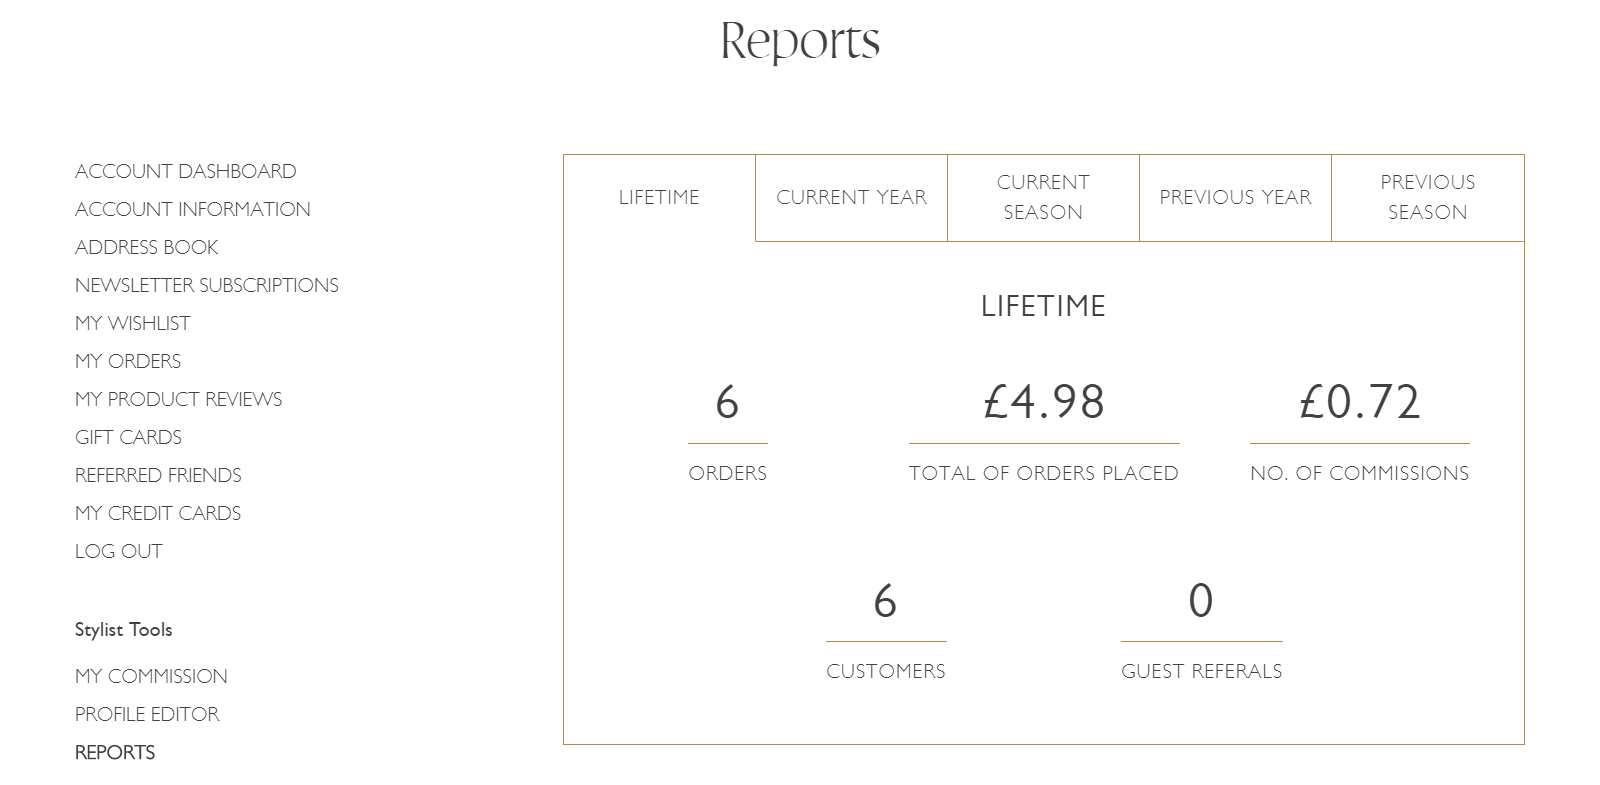 Reports
ACCOUNT DASHBOARD
ACCOUNT INFORMATION
ADDRESS BOOK
NEWSLETTER SUBSCRIPTIONS
MY WISHLIST
MY ORDERS
MY PRODUCT REVIEWS
GIFT CARDS
REFERRED FRIENDS
MY CREDIT CARDS
LOG OUT
Stylist Tools
MY COMMISSION
PROFILE EDITOR
REPORTS
LIFETIME
CURRENT YEAR
CURRENT
SEASON
PREVIOUS YEAR
PREVIOUS
SEASON
LIFETIME
6
ORDERS
£4.98
TOTAL OF ORDERS PLACED
£0.72
NO. OF COMMISSIONS
6
CUSTOMERS
0
GUEST REFERALS